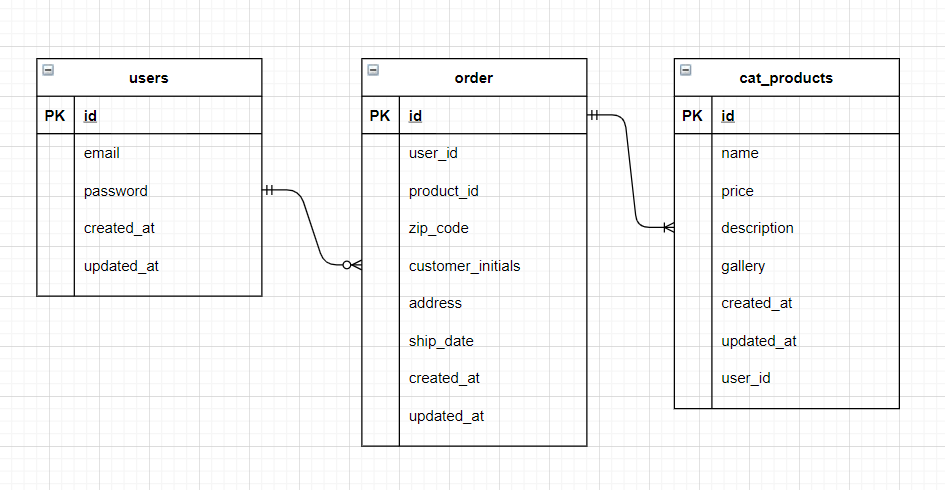 users
PK id
email
password
created_at
updated_at
order
PK id
user_id
product_id
zip_code
customer_initials
address
ship_date
created_at
updated_at
cat_products
PK id
name
price
description
gallery
created_at
updated_at
user_id